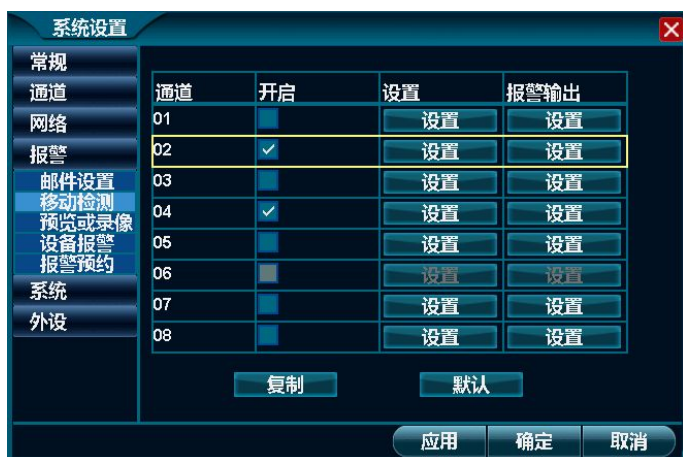 系统设置
常规
通道
网络
报警
邮件设置
移动检测
预览或录像
设备报警
报警预约
系统
外设
通道 开启 设置 报警输出
01 设置 设置
02 设置 设置
03 设置 设置
04 设置 设置
05 设置 设置
06 设置 设置
07 设置 设置
08 设置 设置
复制 默认
应用 确定 取消